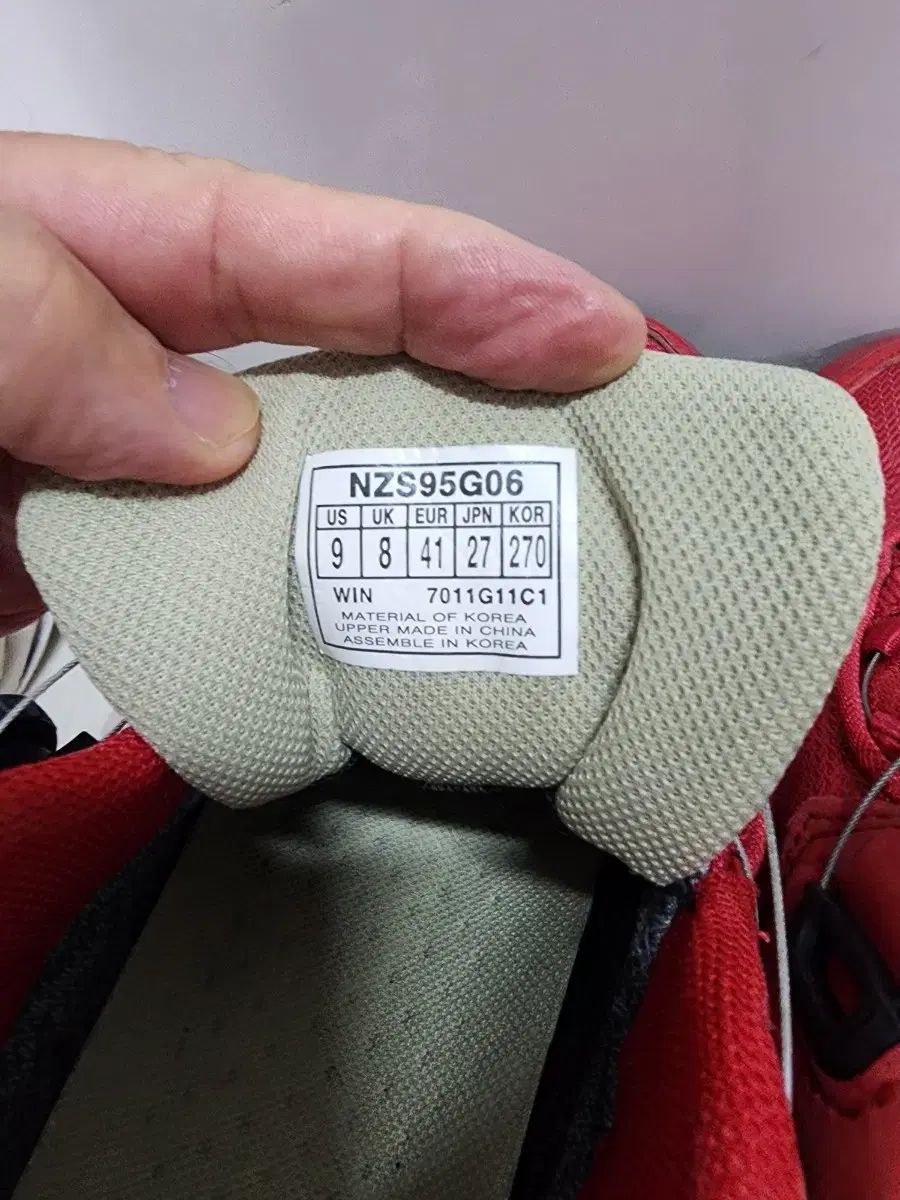 NZS95G06
US UK EUR JPN KOR
9 8 41 27 270
WIN 7011G11C1
MATERIAL OF KOREA
UPPER MADE IN CHINA
ASSEMBLE IN KOREA